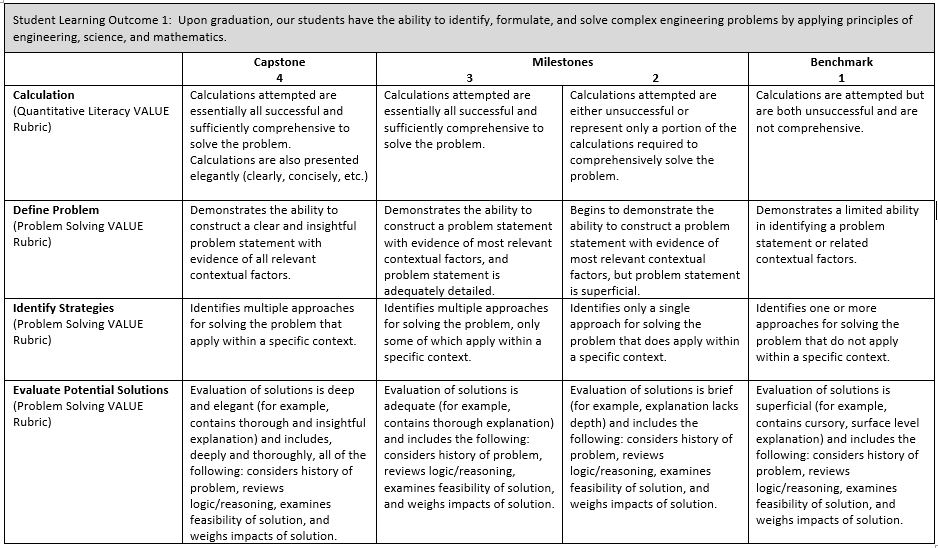 Student Learning Outcome 1:  Upon graduation, our students have the ability to identify, formulate, and solve complex engineering problems by applying principles of
engineering, science, and mathematics.
Capstone
4
Milestones
3
2
Benchmark
1
Calculation
(Quantitative Literacy VALUE
Rubric)
Calculations attempted are
essentially all successful and
sufficiently comprehensive to
solve the problem.
Calculations are also presented
elegantly (clearly, concisely, etc.)
Calculations attempted are
essentially all successful and
sufficiently comprehensive to
solve the problem.
Calculations attempted are
either unsuccessful or
represent only a portion of the
calculations required to
comprehensively solve the
problem.
Calculations are attempted but
are both unsuccessful and are
not comprehensive.
Define Problem
(Problem Solving VALUE
Rubric)
Demonstrates the ability to
construct a clear and insightful
problem statement with
evidence of all relevant
contextual factors.
Demonstrates the ability to
construct a problem statement
with evidence of most relevant
contextual factors, and
problem statement is
adequately detailed.
Begins to demonstrate the
ability to construct a problem
statement with evidence of
most relevant contextual
factors, but problem statement
is superficial.
Demonstrates a limited ability
in identifying a problem
statement or related
contextual factors.
Identify Strategies
(Problem Solving VALUE
Rubric)
Identifies multiple approaches
for solving the problem that
apply within a specific context.
Identifies multiple approaches
for solving the problem, only
some of which apply within a
specific context.
Identifies only a single
approach for solving the
problem that does apply within
a specific context.
Identifies one or more
approaches for solving the
problem that do not apply
within a specific context.
Evaluate Potential Solutions
(Problem Solving VALUE
Rubric)
Evaluation of solutions is deep
and elegant (for example,
contains thorough and insightful
explanation) and includes,
deeply and thoroughly, all of the
following: considers history of
problem, reviews
logic/reasoning, examines
feasibility of solution, and
weighs impacts of solution.
Evaluation of solutions is
adequate (for example,
contains thorough explanation)
and includes the following:
considers history of problem,
reviews logic/reasoning,
examines feasibility of solution,
and weighs impacts of solution.
Evaluation of solutions is brief
(for example, explanation lacks
depth) and includes the
following: considers history of
problem, reviews
logic/reasoning, examines
feasibility of solution, and
weighs impacts of solution.
Evaluation of solutions is
superficial (for example,
contains cursory, surface level
explanation) and includes the
following: considers history of
problem, reviews
logic/reasoning, examines
feasibility of solution, and
weighs impacts of solution.